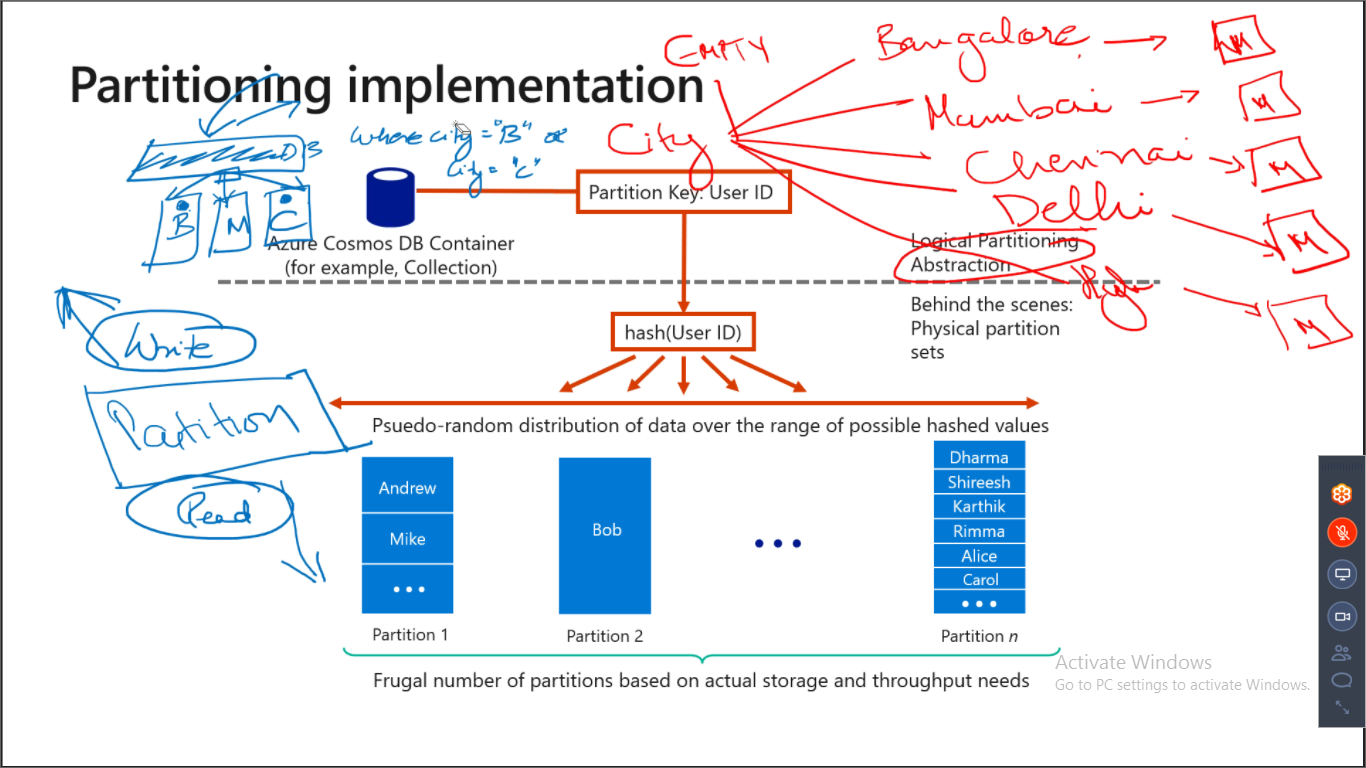 EMPTY
Bangalore
M
Partitioning implementation
Mumbai
M
where city = "B" or
City
DB
city = "C"
Chennai
M
Partition Key: User ID
B M C
Delhi
M
Azure Cosmos DB Container
(for example, Collection)
Logical Partitioning
Abstraction
Behind the scenes:
Physical partition
sets
M
hash(User ID)
Write
Partition
Read
Psuedo-random distribution of data over the range of possible hashed values
Andrew
Mike
Partition 1
Bob
Partition 2
Dharma
Shireesh
Karthik
Rimma
Alice
Carol
Partition n
Frugal number of partitions based on actual storage and throughput needs
Activate Windows
Go to PC settings to activate Windows.